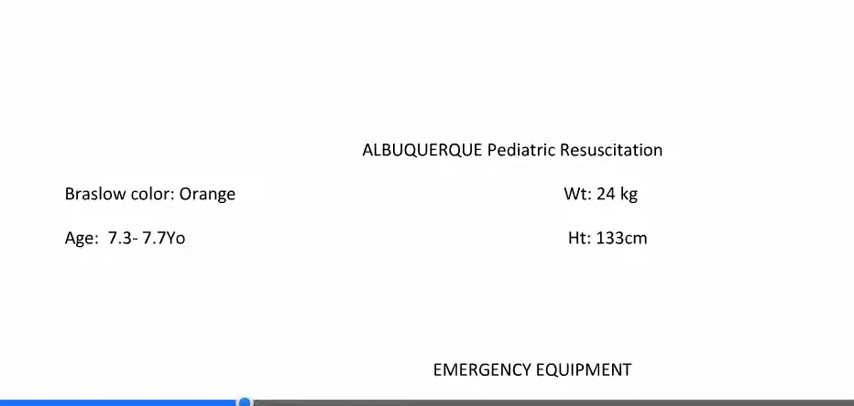 ALBUQUERQUE Pediatric Resuscitation
Braslow color: Orange Wt: 24 kg
Age: 7.3- 7.7Yo Ht: 133cm
EMERGENCY EQUIPMENT